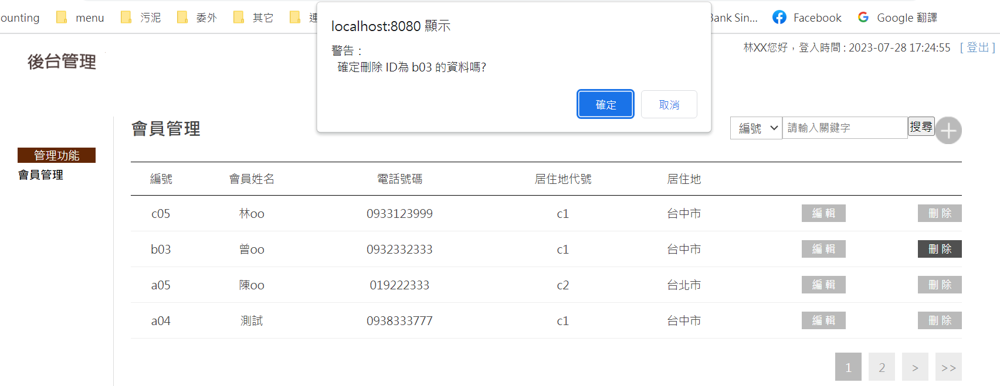 ounting menu 污泥 委外 其它 連 Bank Sin... Facebook Google 翻譯
localhost:8080 顯示
警告：
確定刪除 ID為 b03 的資料嗎?
確定 取消
林XX您好，登入時間 : 2023-07-28 17:24:55 [ 登出 ]
後台管理
會員管理
編號 請輸入關鍵字 搜尋
管理功能
會員管理
編號 會員姓名 電話號碼 居住地代號 居住地
c05 林oo 0933123999 c1 台中市 編 輯 刪 除
b03 曾oo 0932332333 c1 台中市 編 輯 刪 除
a05 陳oo 019222333 c2 台北市 編 輯 刪 除
a04 測試 0938333777 c1 台中市 編 輯 刪 除
1 2 > >>